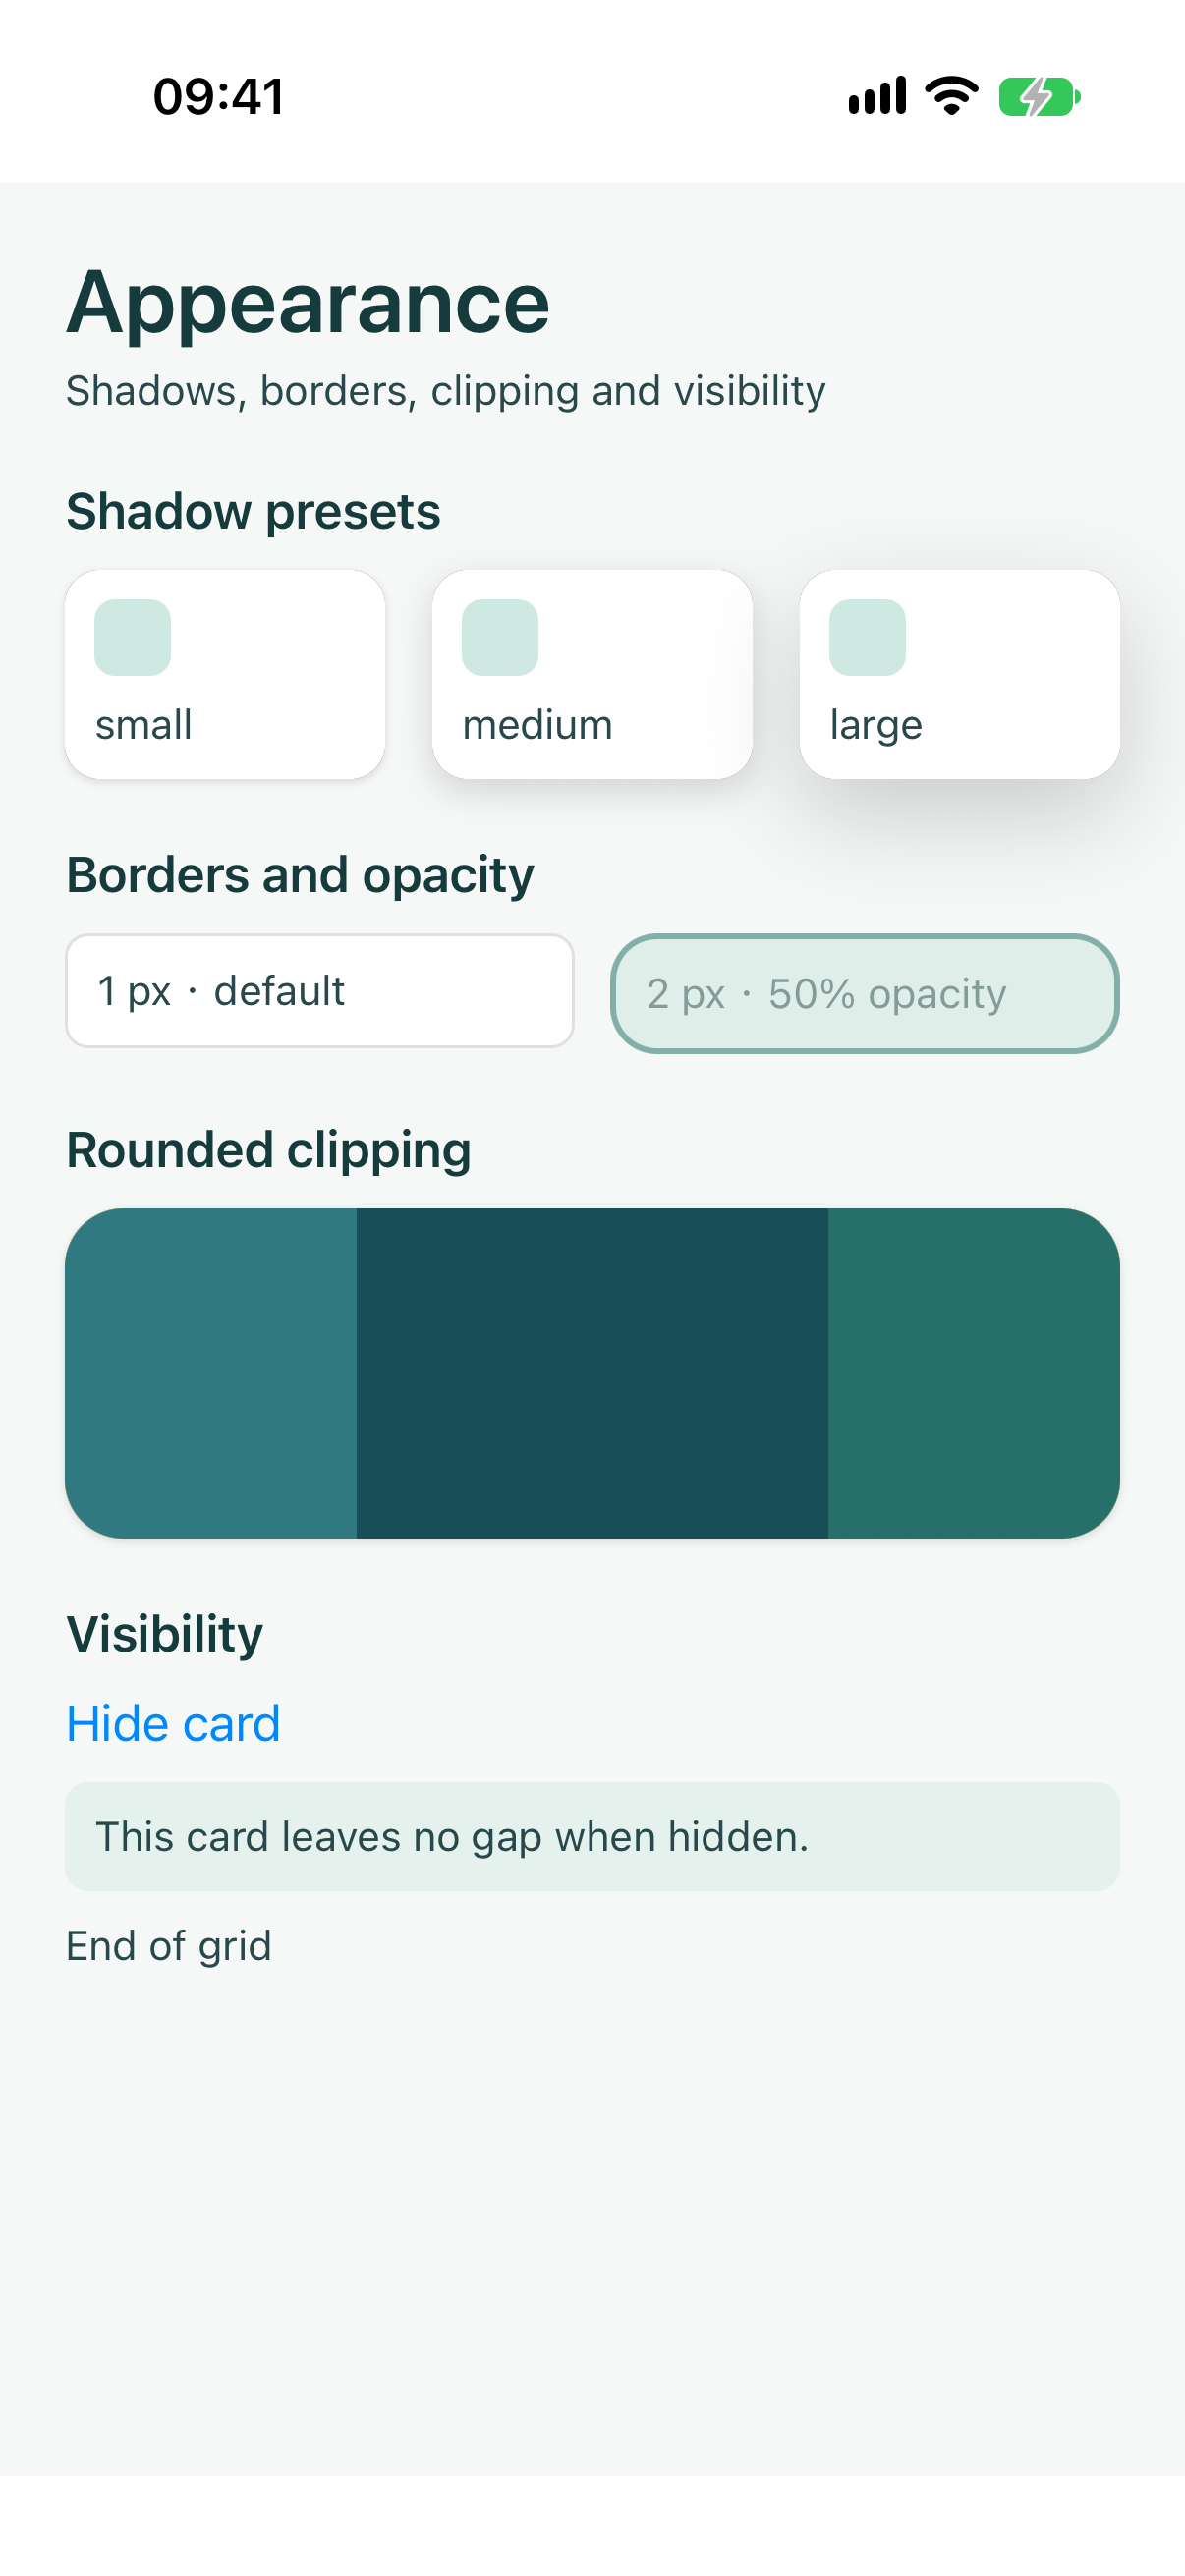 09:41
Appearance
Shadows, borders, clipping and visibility
Shadow presets
small
medium
large
Borders and opacity
1 px · default
2 px · 50% opacity
Rounded clipping
Visibility
Hide card
This card leaves no gap when hidden.
End of grid